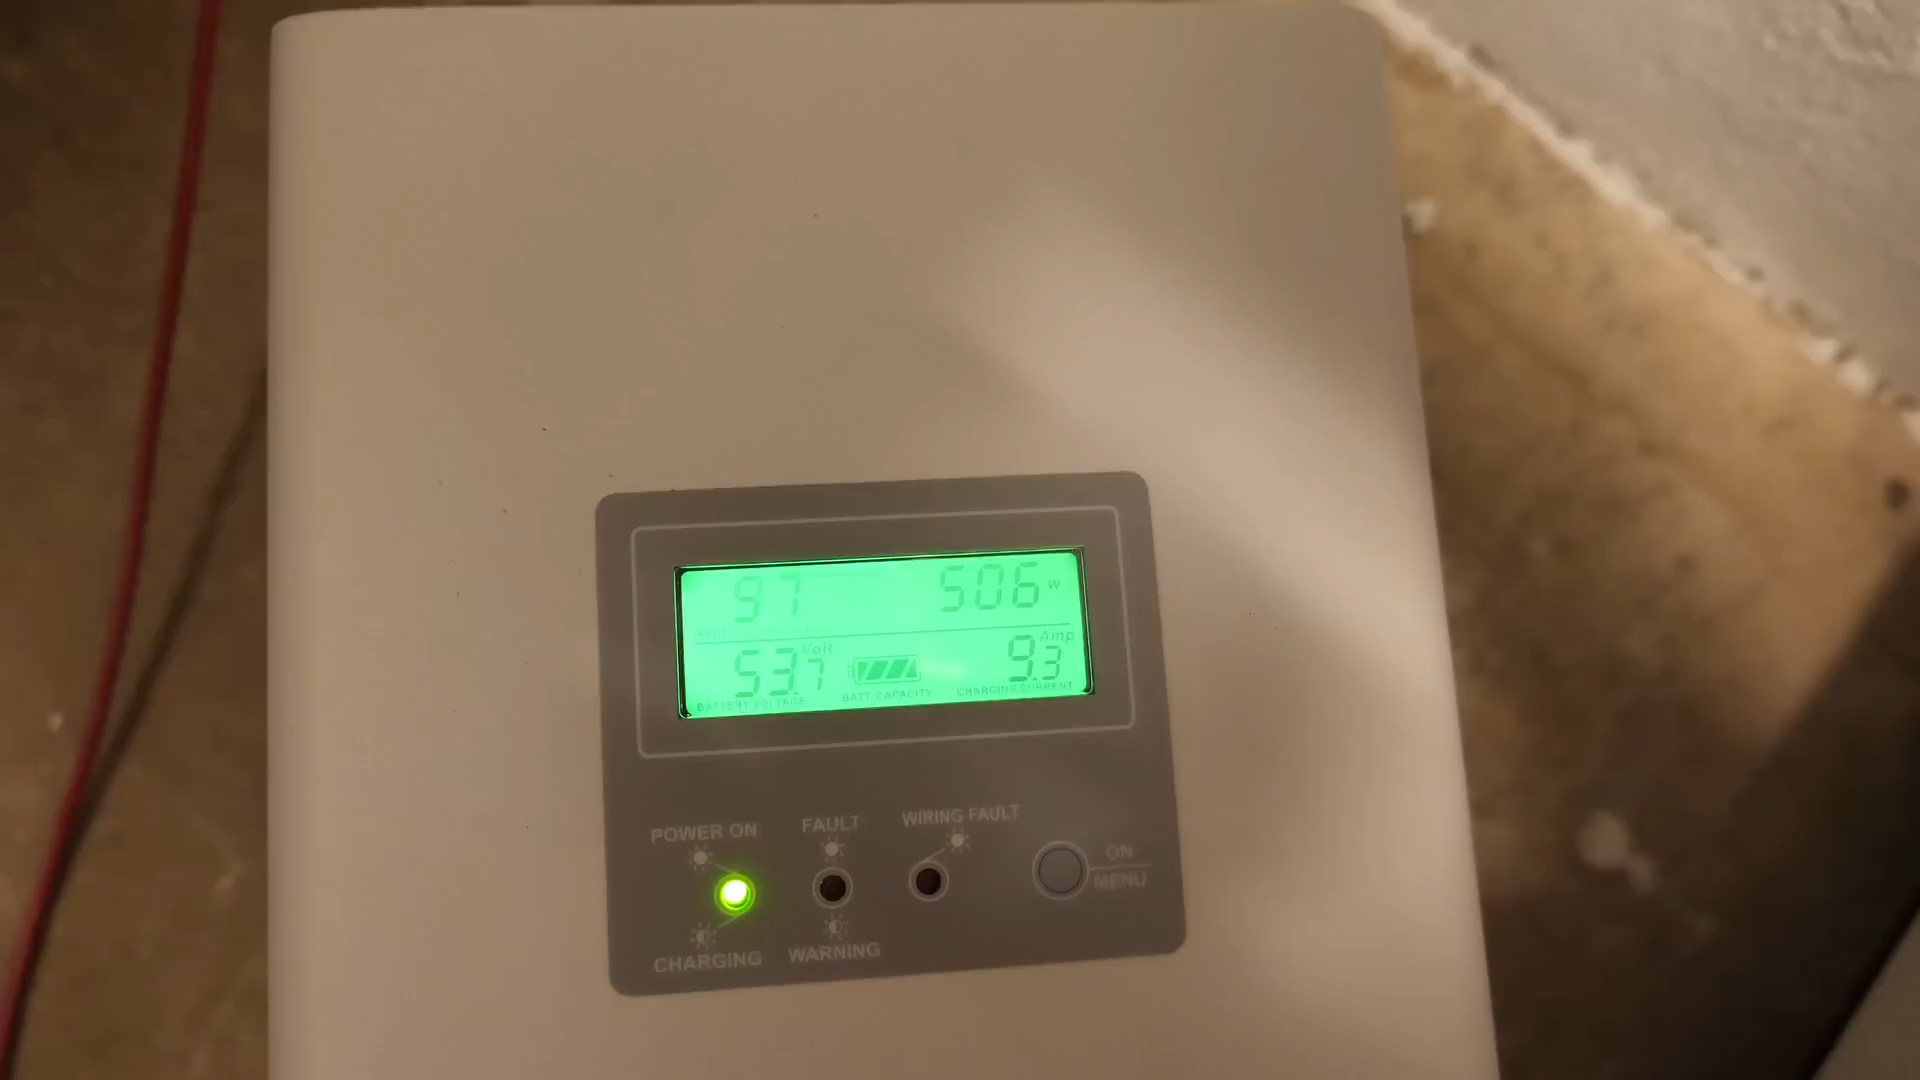 97 506 W
53.7 Volt 9.3 Amp
BATTERY VOLTAGE BATT CAPACITY CHARGING CURRENT
POWER ON FAULT WIRING FAULT
ON
MENU
CHARGING WARNING